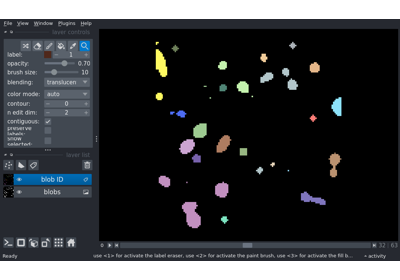 File View Window Plugins Help
layer controls
label: 1
opacity: 0.70
brush size: 10
blending: translucen
color mode: auto
contour: 0
n edit dim: 2
contiguous: ✓
preserve labels:
show selected:
layer list
blob ID
blobs
Ready
use <1> for activate the label eraser, use <2> for activate the paint brush, use <3> for activate the fill b...
activity